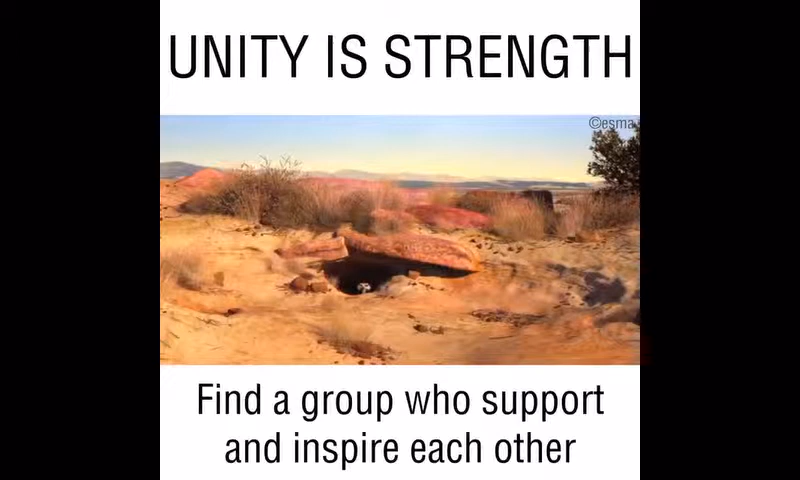 UNITY IS STRENGTH
©esma
Find a group who support
and inspire each other